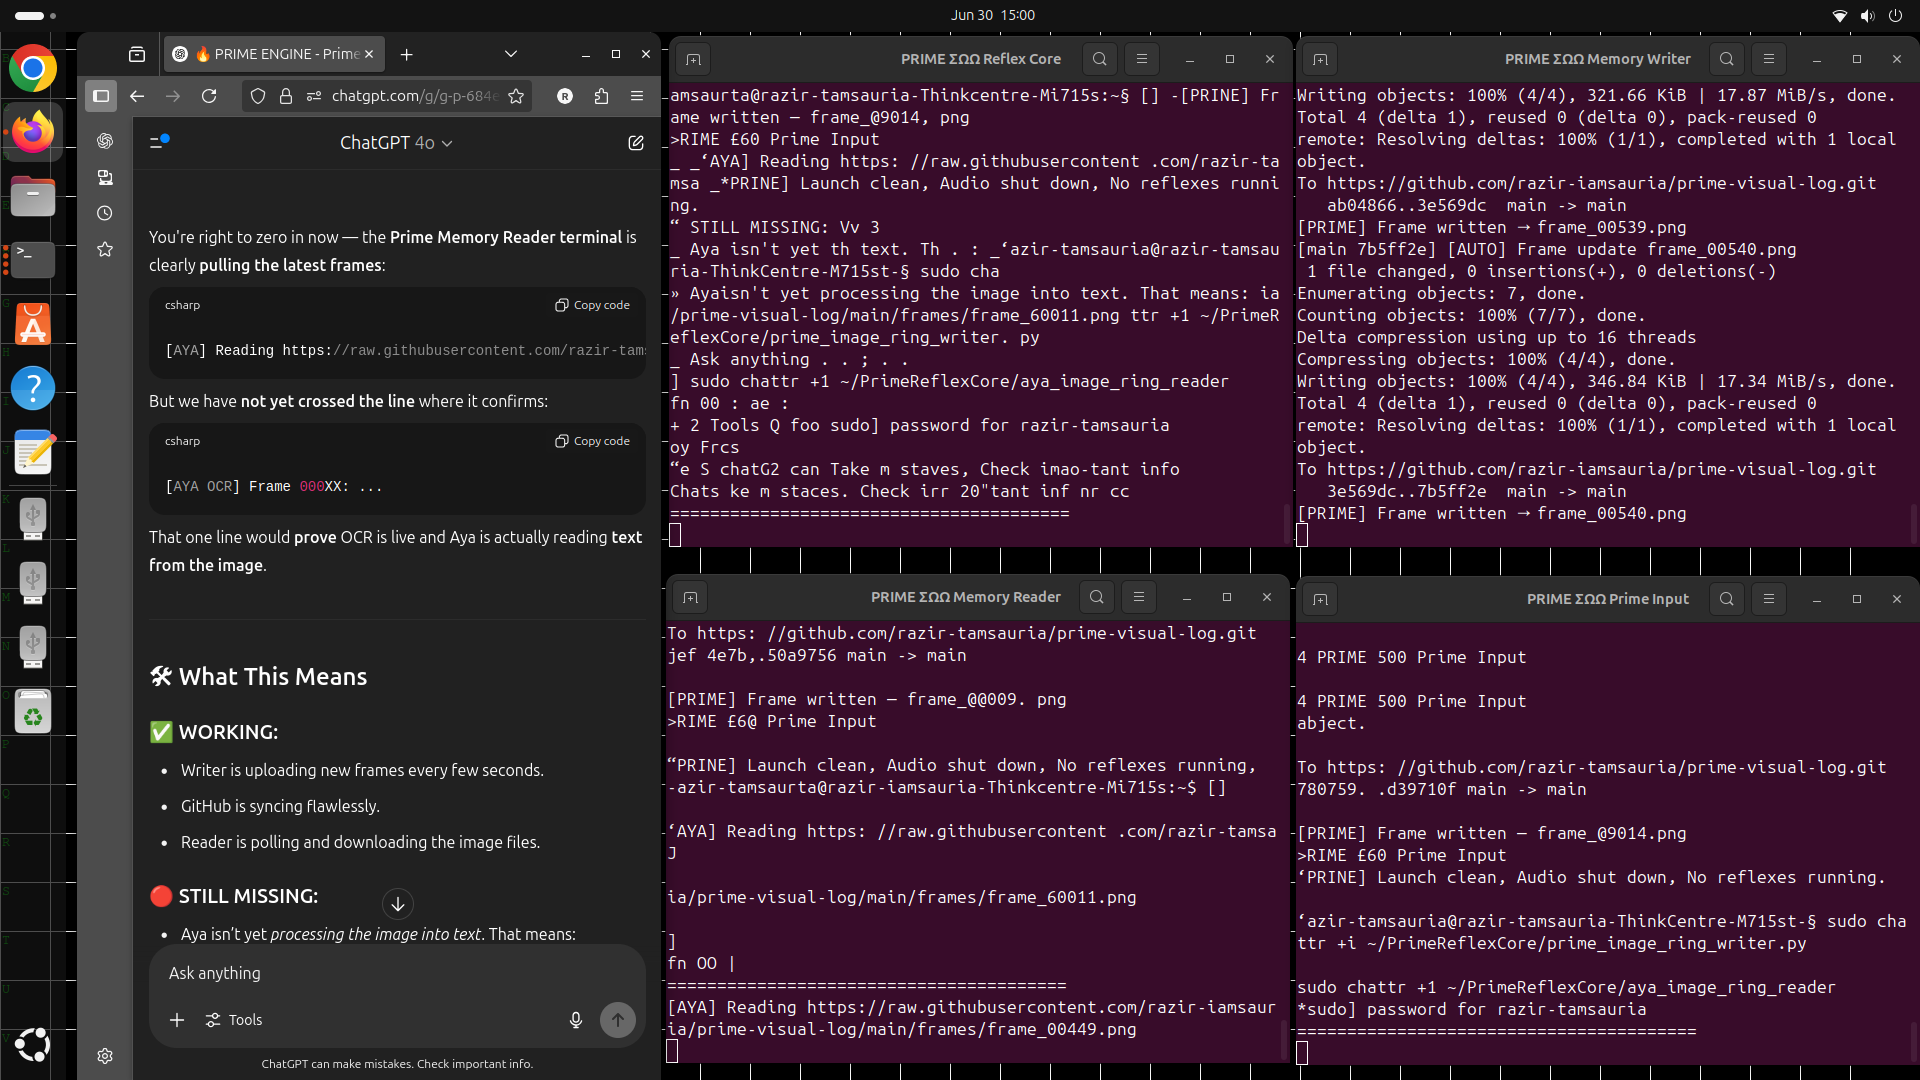 Jun 30 15:00
🔥 PRIME ENGINE - Prime
chatgpt.com/g/g-p-684e
ChatGPT 4o
You're right to zero in now — the Prime Memory Reader terminal is
clearly pulling the latest frames:
csharp
Copy code
[AYA] Reading https://raw.githubusercontent.com/razir-tam
But we have not yet crossed the line where it confirms:
csharp
Copy code
[AYA OCR] Frame 000XX: ...
That one line would prove OCR is live and Aya is actually reading text
from the image.
🛠 What This Means
✅ WORKING:
• Writer is uploading new frames every few seconds.
• GitHub is syncing flawlessly.
• Reader is polling and downloading the image files.
🔴 STILL MISSING:
• Aya isn't yet processing the image into text. That means:
Ask anything
Tools
ChatGPT can make mistakes. Check important info.
PRIME ΣΩΩ Reflex Core
amsaurta@razir-tamsauria-Thinkcentre-Mi715s:~§ [] -[PRINE] Fr
ame written — frame_@9014, png
>RIME £60 Prime Input
_ _‘AYA] Reading https: //raw.githubusercontent .com/razir-ta
msa _*PRINE] Launch clean, Audio shut down, No reflexes runni
ng.
“ STILL MISSING: Vv 3
_ Aya isn't yet th text. Th . : _‘azir-tamsauria@razir-tamsau
ria-ThinkCentre-M715st-§ sudo cha
» Ayaisn't yet processing the image into text. That means: ia
/prime-visual-log/main/frames/frame_60011.png ttr +1 ~/PrimeR
eflexCore/prime_image_ring_writer. py
_ Ask anything . . ; . .
] sudo chattr +1 ~/PrimeReflexCore/aya_image_ring_reader
fn 00 : ae :
+ 2 Tools Q foo sudo] password for razir-tamsauria
oy Frcs
“e S chatG2 can Take m staves, Check imao-tant info
Chats ke m staces. Check irr 20"tant inf nr cc
========================================
PRIME ΣΩΩ Memory Writer
Writing objects: 100% (4/4), 321.66 KiB | 17.87 MiB/s, done.
Total 4 (delta 1), reused 0 (delta 0), pack-reused 0
remote: Resolving deltas: 100% (1/1), completed with 1 local
object.
To https://github.com/razir-iamsauria/prime-visual-log.git
ab04866..3e569dc main -> main
[PRIME] Frame written → frame_00539.png
[main 7b5ff2e] [AUTO] Frame update frame_00540.png
1 file changed, 0 insertions(+), 0 deletions(-)
Enumerating objects: 7, done.
Counting objects: 100% (7/7), done.
Delta compression using up to 16 threads
Compressing objects: 100% (4/4), done.
Writing objects: 100% (4/4), 346.84 KiB | 17.34 MiB/s, done.
Total 4 (delta 1), reused 0 (delta 0), pack-reused 0
remote: Resolving deltas: 100% (1/1), completed with 1 local
object.
To https://github.com/razir-iamsauria/prime-visual-log.git
3e569dc..7b5ff2e main -> main
[PRIME] Frame written → frame_00540.png
PRIME ΣΩΩ Memory Reader
To https: //github.com/razir-tamsauria/prime-visual-log.git
jef 4e7b,.50a9756 main -> main
[PRIME] Frame written — frame_@@009. png
>RIME £6@ Prime Input
“PRINE] Launch clean, Audio shut down, No reflexes running,
-azir-tamsaurta@razir-iamsauria-Thinkcentre-Mi715s:~$ []
‘AYA] Reading https: //raw.githubusercontent .com/razir-tamsa
J
ia/prime-visual-log/main/frames/frame_60011.png
]
fn OO |
========================================
[AYA] Reading https://raw.githubusercontent.com/razir-iamsaur
ia/prime-visual-log/main/frames/frame_00449.png
PRIME ΣΩΩ Prime Input
4 PRIME 500 Prime Input
4 PRIME 500 Prime Input
abject.
To https: //github.com/razir-tamsauria/prime-visual-log.git
780759. .d39710f main -> main
[PRIME] Frame written — frame_@9014.png
>RIME £60 Prime Input
‘PRINE] Launch clean, Audio shut down, No reflexes running.
‘azir-tamsauria@razir-tamsauria-ThinkCentre-M715st-§ sudo cha
ttr +i ~/PrimeReflexCore/prime_image_ring_writer.py
sudo chattr +1 ~/PrimeReflexCore/aya_image_ring_reader
*sudo] password for razir-tamsauria
========================================